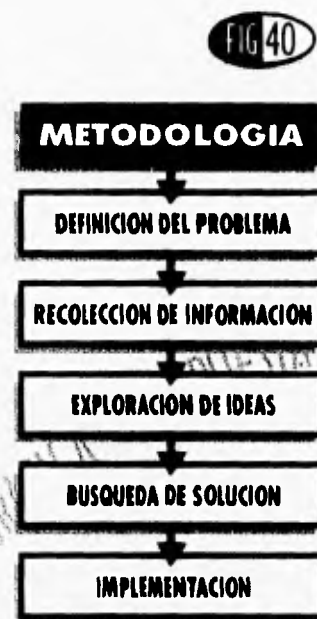 FIG 40
METODOLOGIA
DEFINICION DEL PROBLEMA
RECOLECCION DE INFORMACION
EXPLORACION DE IDEAS
BUSQUEDA DE SOLUCION
IMPLEMENTACION